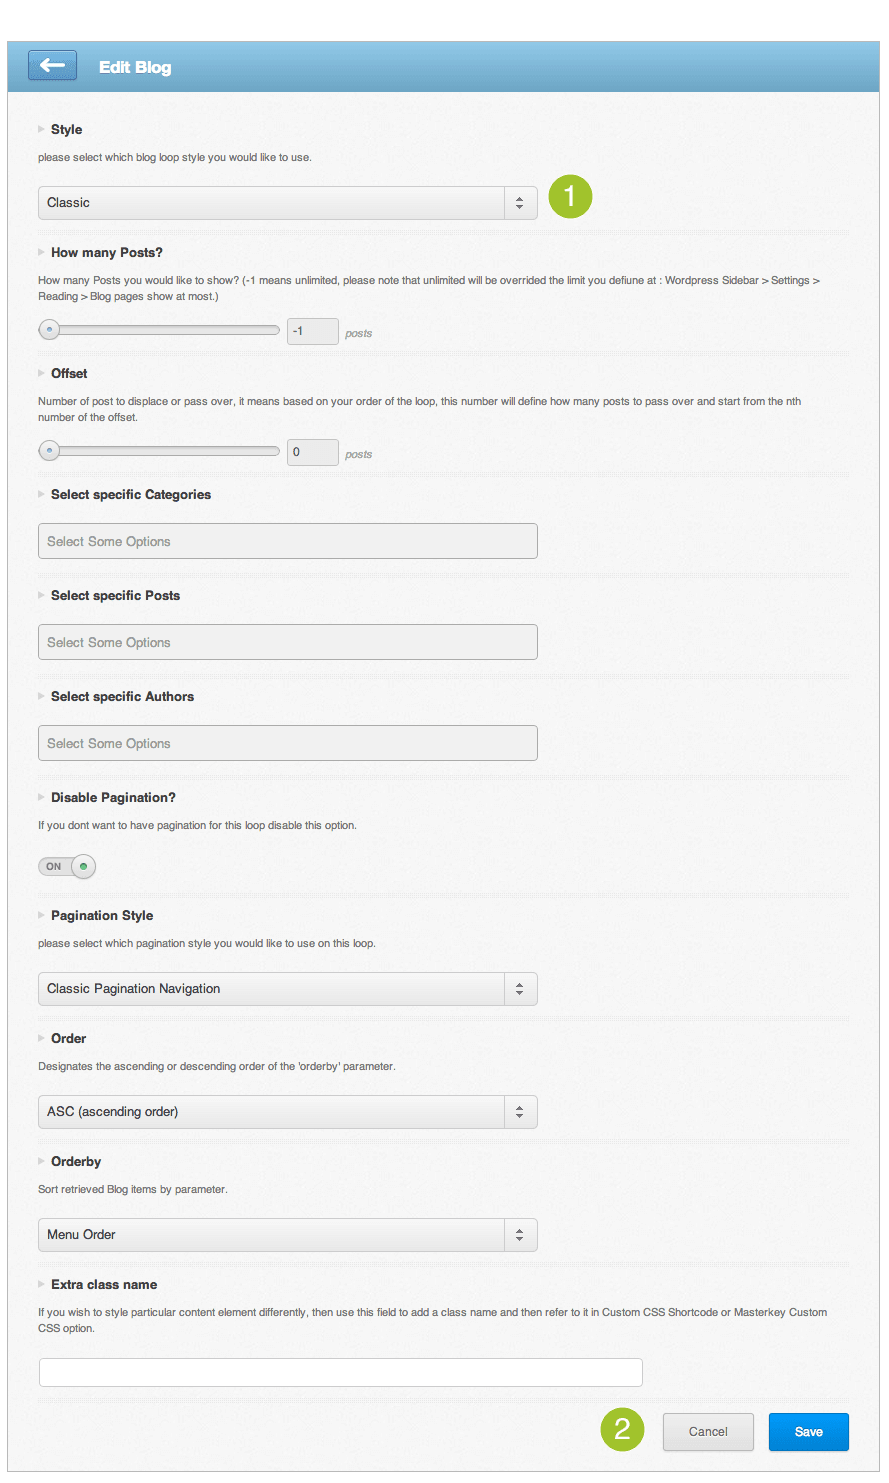 Edit Blog
Style
please select which blog loop style you would like to use.
Classic
1
How many Posts?
How many Posts you would like to show? (-1 means unlimited, please note that unlimited will be overrided the limit you defiune at : Wordpress Sidebar > Settings >
Reading > Blog pages show at most.)
-1 posts
Offset
Number of post to displace or pass over, it means based on your order of the loop, this number will define how many posts to pass over and start from the nth
number of the offset.
0 posts
Select specific Categories
Select Some Options
Select specific Posts
Select Some Options
Select specific Authors
Select Some Options
Disable Pagination?
If you dont want to have pagination for this loop disable this option.
ON
Pagination Style
please select which pagination style you would like to use on this loop.
Classic Pagination Navigation
Order
Designates the ascending or descending order of the 'orderby' parameter.
ASC (ascending order)
Orderby
Sort retrieved Blog items by parameter.
Menu Order
Extra class name
If you wish to style particular content element differently, then use this field to add a class name and then refer to it in Custom CSS Shortcode or Masterkey Custom
CSS option.
2 Cancel Save